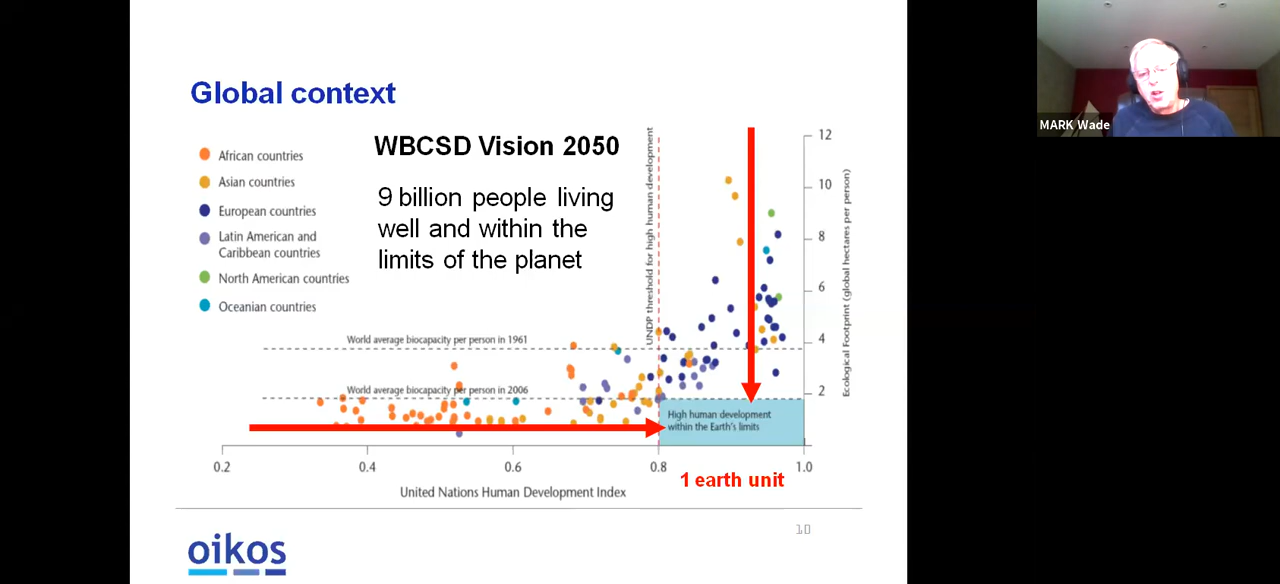 Global context
WBCSD Vision 2050
9 billion people living
well and within the
limits of the planet
African countries
Asian countries
European countries
Latin American and
Caribbean countries
North American countries
Oceanian countries
World average biocapacity per person in 1961
World average biocapacity per person in 2006
UNDP threshold for high human development
12
10
8
6
4
2
Ecological Footprint (global hectares per person)
High human development
within the Earth's limits
0.2
0.4
0.6
0.8
1.0
1 earth unit
United Nations Human Development Index
10
oikos
MARK Wade